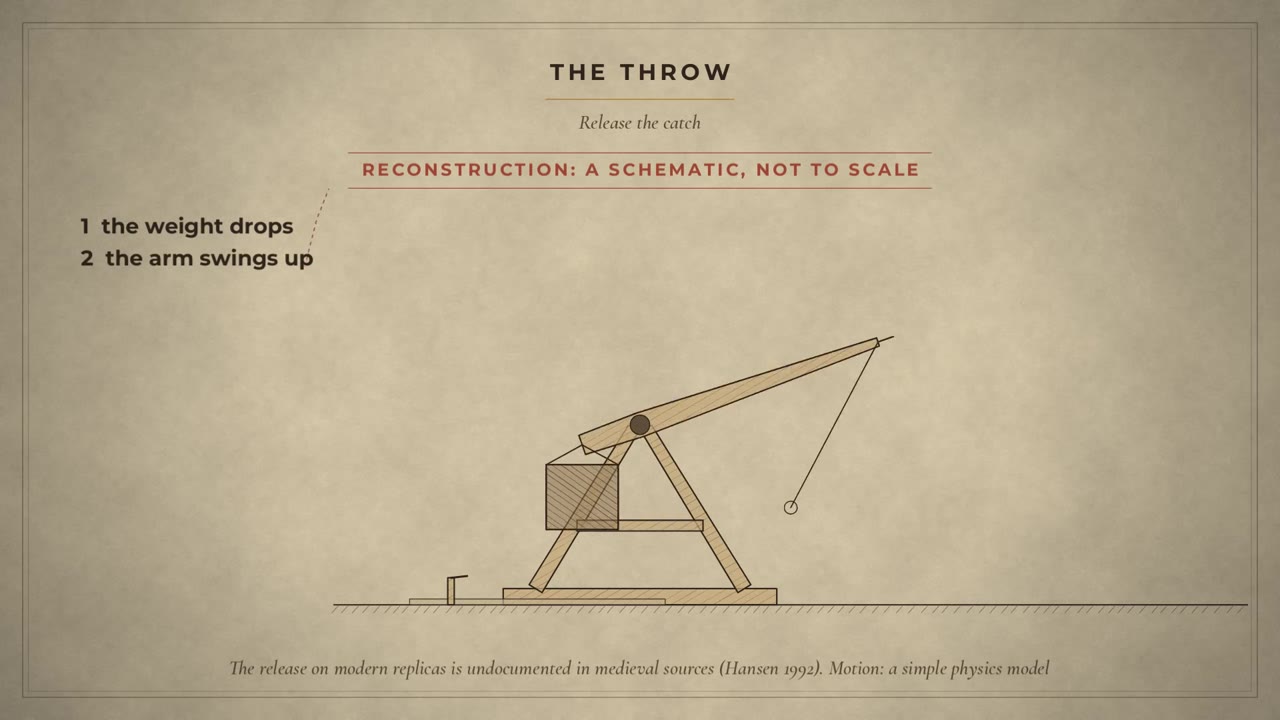 THE THROW
Release the catch
RECONSTRUCTION: A SCHEMATIC, NOT TO SCALE
1 the weight drops
2 the arm swings up
The release on modern replicas is undocumented in medieval sources (Hansen 1992). Motion: a simple physics model